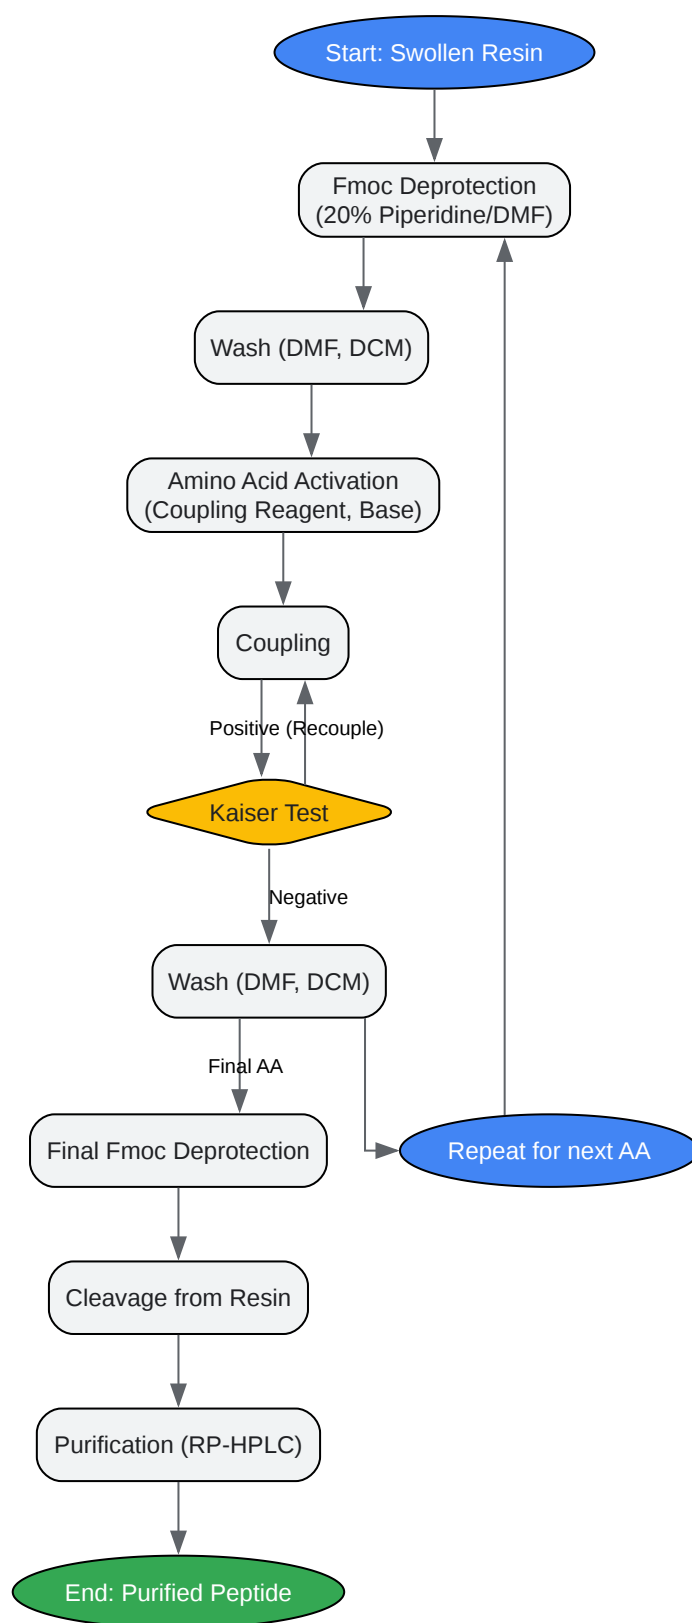 Start: Swollen Resin
Fmoc Deprotection
(20% Piperidine/DMF)
Wash (DMF, DCM)
Amino Acid Activation
(Coupling Reagent, Base)
Coupling
Positive (Recouple)
Kaiser Test
Negative
Wash (DMF, DCM)
Final AA
Final Fmoc Deprotection
Repeat for next AA
Cleavage from Resin
Purification (RP-HPLC)
End: Purified Peptide